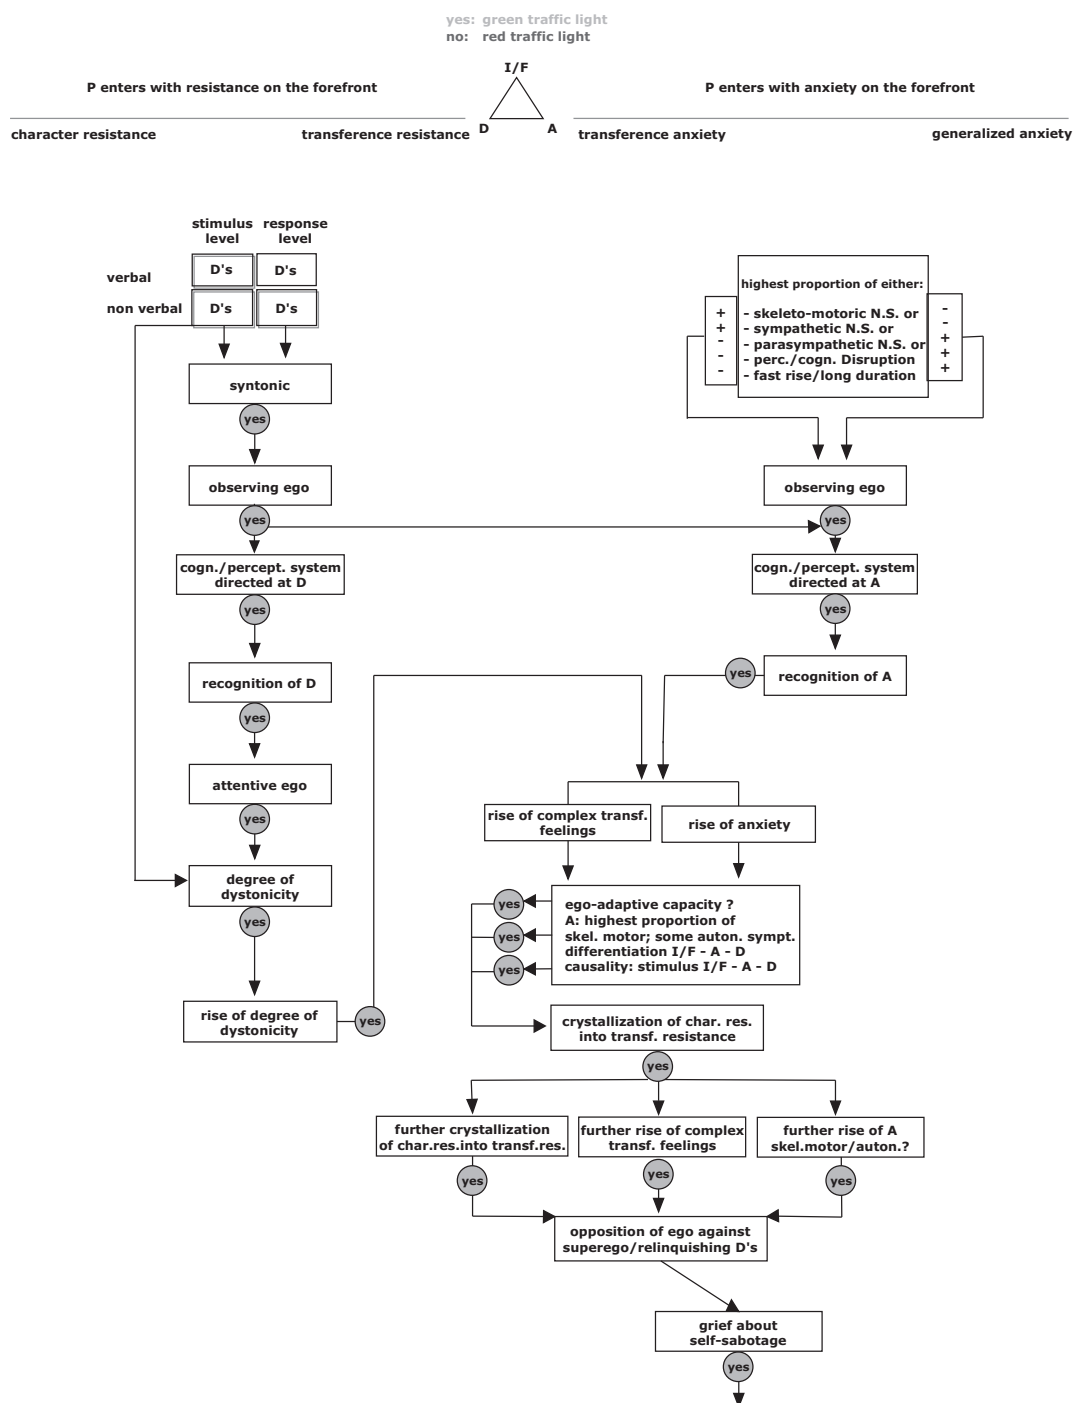 yes: green traffic light
no: red traffic light
I/F
P enters with resistance on the forefront
P enters with anxiety on the forefront
D
A
character resistance
transference resistance
transference anxiety
generalized anxiety
stimulus
level
response
level
verbal
D's
D's
non verbal
D's
D's
syntonic
yes
observing ego
yes
cogn./percept. system
directed at D
yes
recognition of D
yes
attentive ego
yes
degree of
dystonicity
yes
rise of degree of
dystonicity
yes
highest proportion of either:
+
+
-
-
-
- skeleto-motoric N.S. or
- sympathetic N.S. or
- parasympathetic N.S. or
- perc./cogn. Disruption
- fast rise/long duration
-
-
+
+
+
observing ego
yes
cogn./percept. system
directed at A
yes
recognition of A
yes
rise of complex transf.
feelings
rise of anxiety
ego-adaptive capacity ?
A: highest proportion of
skel. motor; some auton. sympt.
differentiation I/F - A - D
causality: stimulus I/F - A - D
yes
yes
yes
crystallization of char. res.
into transf. resistance
yes
further crystallization
of char.res.into transf.res.
further rise of complex
transf. feelings
further rise of A
skel.motor/auton.?
yes
yes
yes
opposition of ego against
superego/relinquishing D's
grief about
self-sabotage
yes